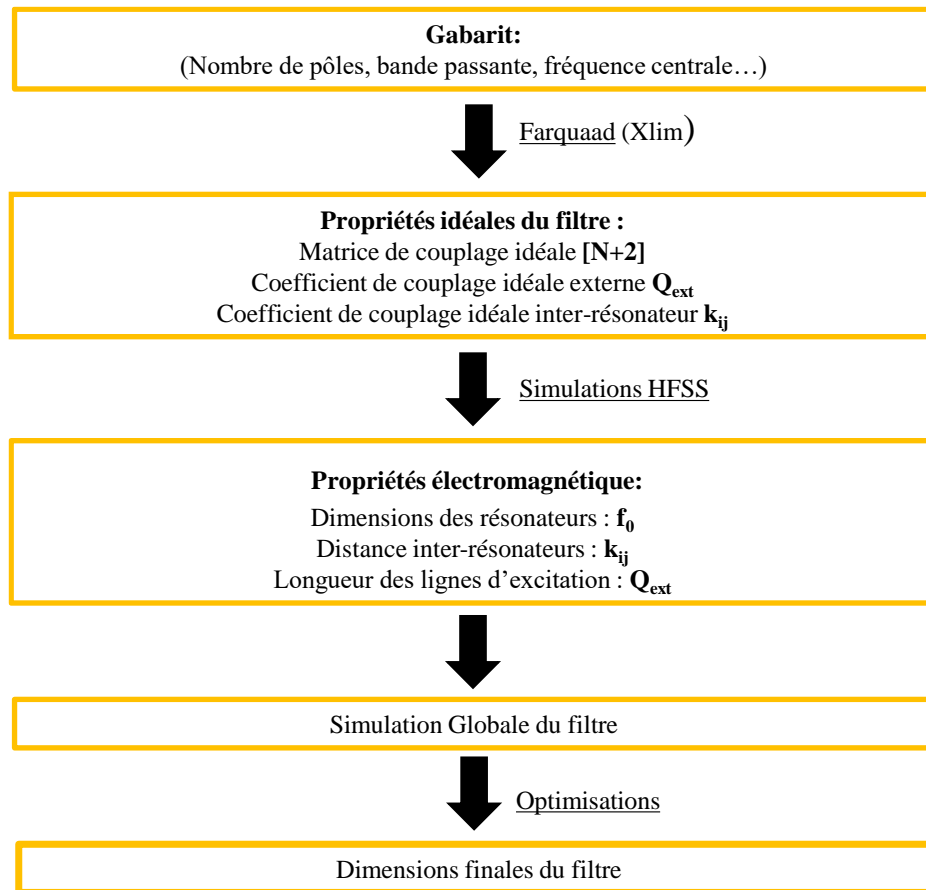 Gabarit:
(Nombre de pôles, bande passante, fréquence centrale…)
Farquaad (Xlim)
Propriétés idéales du filtre :
Matrice de couplage idéale [N+2]
Coefficient de couplage idéale externe Qext
Coefficient de couplage idéale inter-résonateur kij
Simulations HFSS
Propriétés électromagnétique:
Dimensions des résonateurs : f0
Distance inter-résonateurs : kij
Longueur des lignes d’excitation : Qext
Simulation Globale du filtre
Optimisations
Dimensions finales du filtre